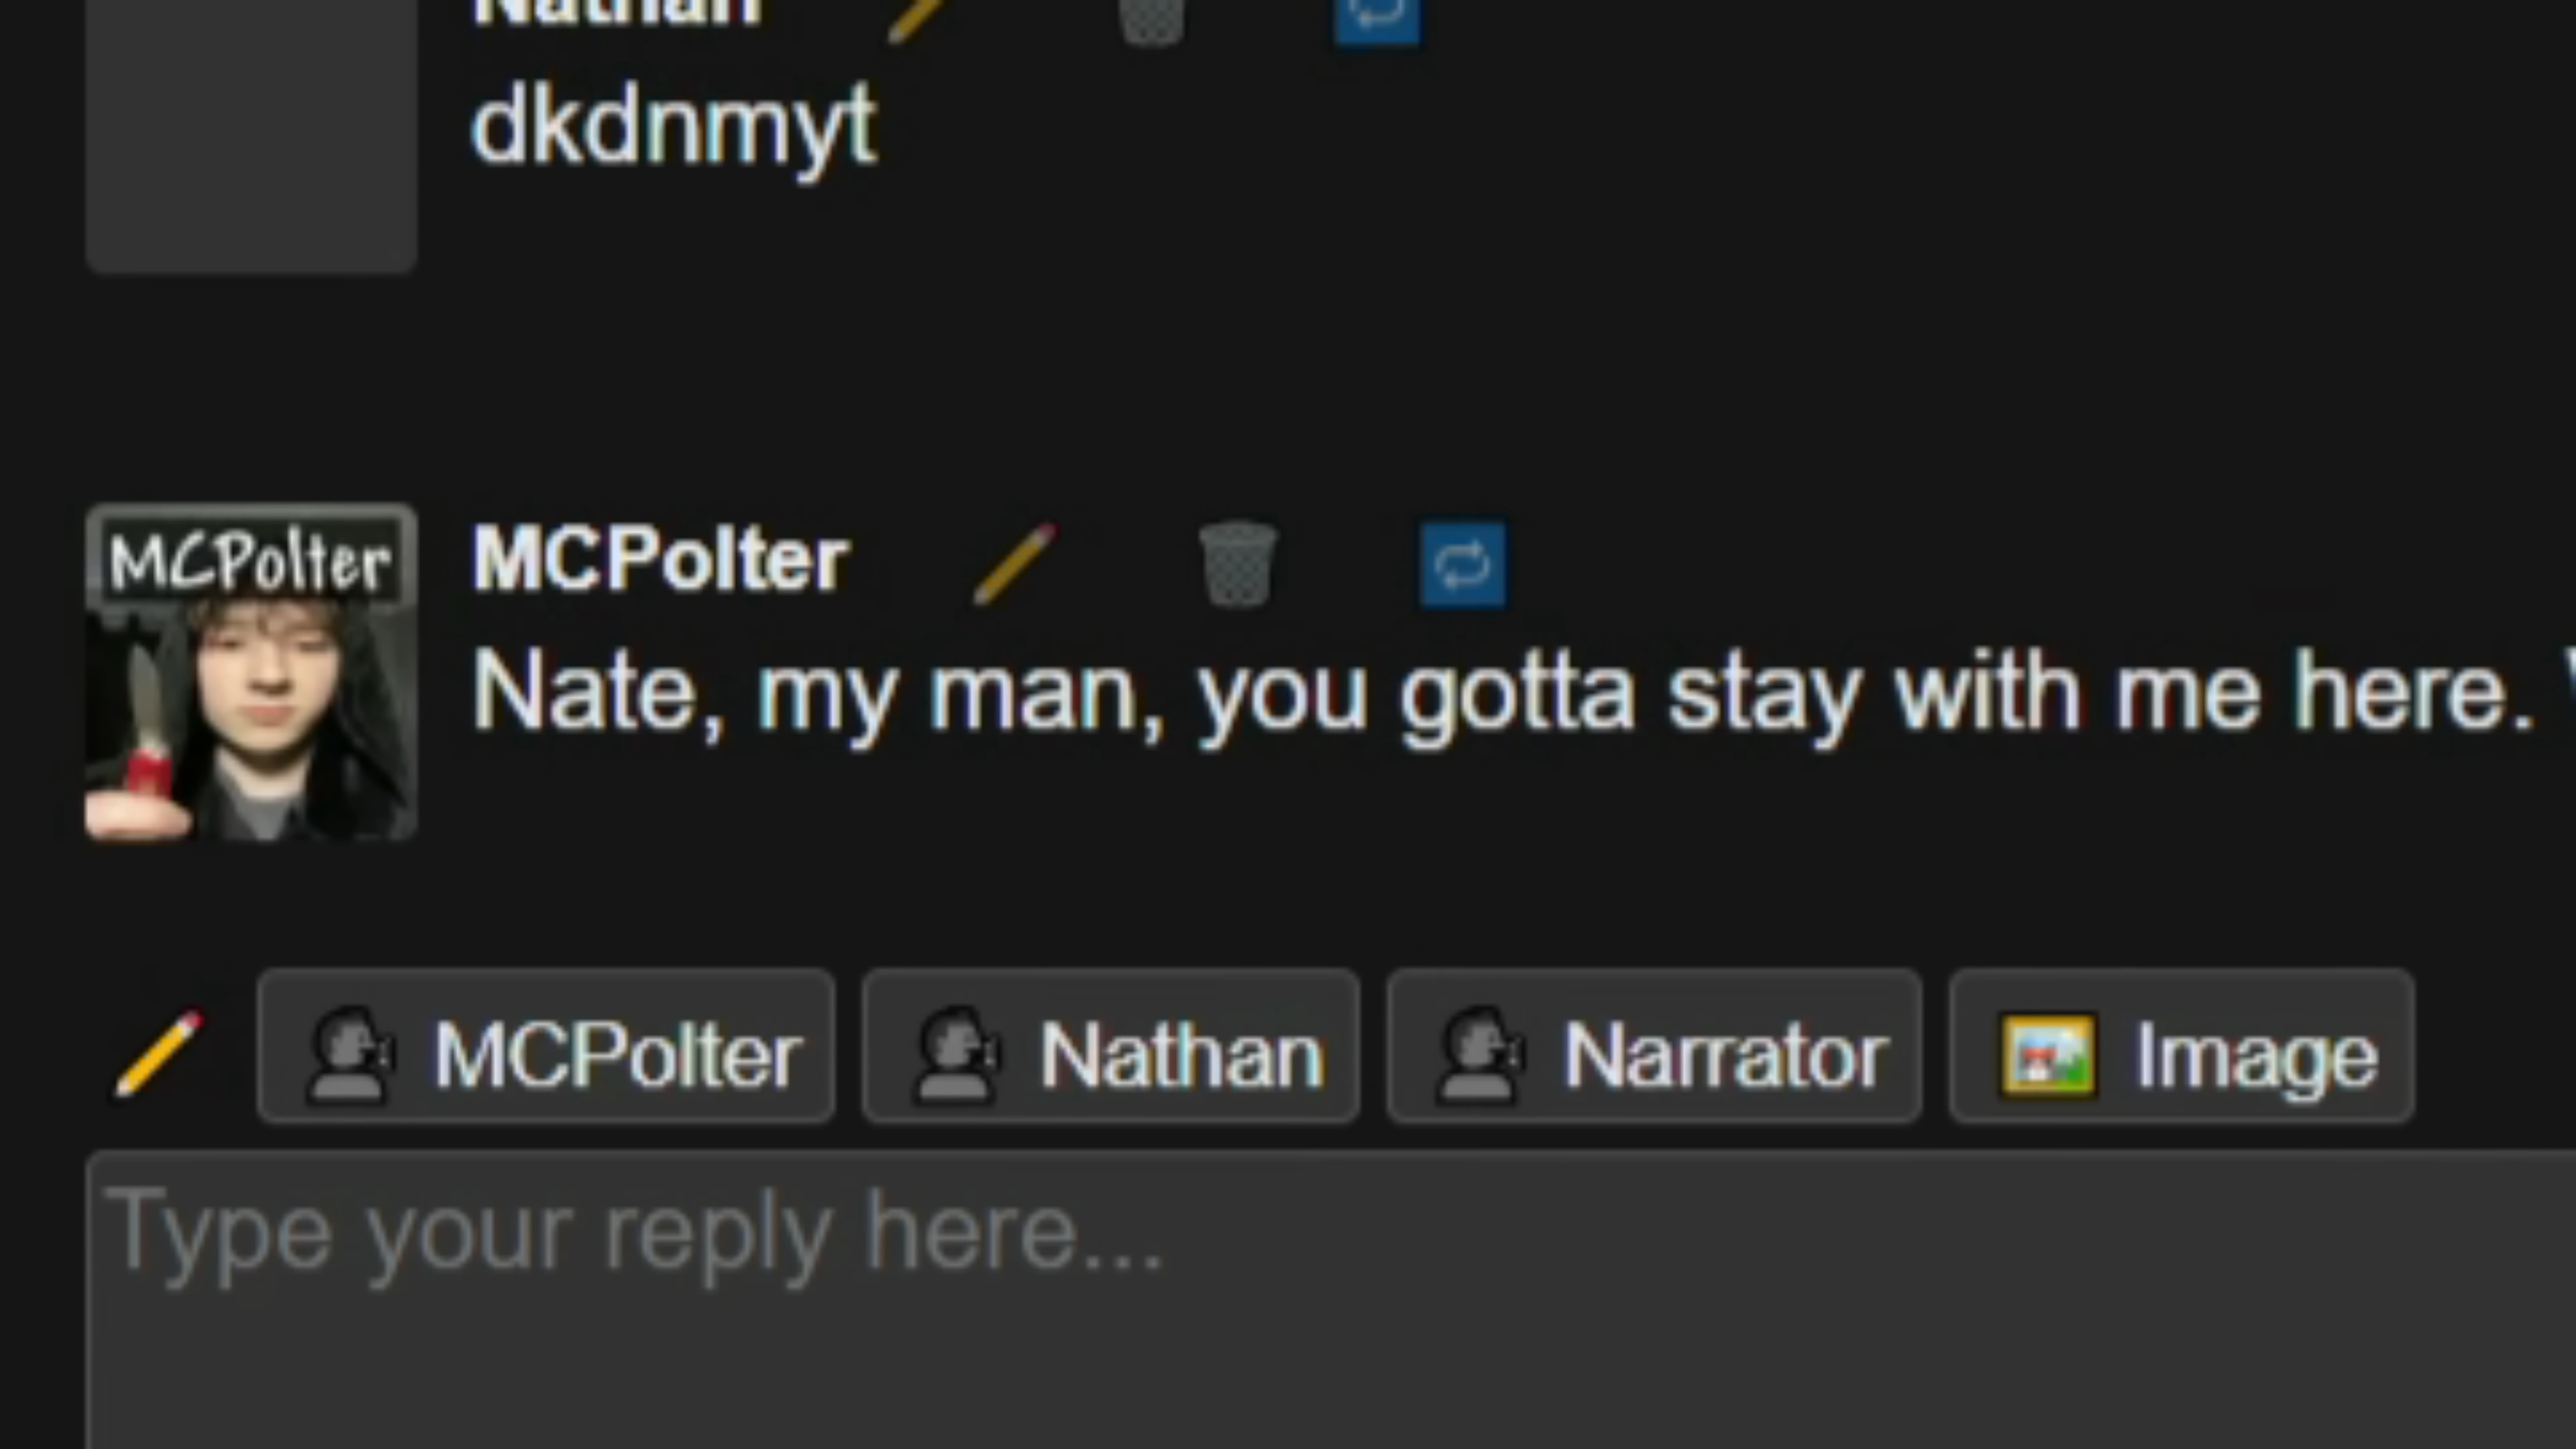 Nathan
dkdnmyt
MCPolter
MCPolter
Nate, my man, you gotta stay with me here.
MCPolter
Nathan
Narrator
Image
Type your reply here...